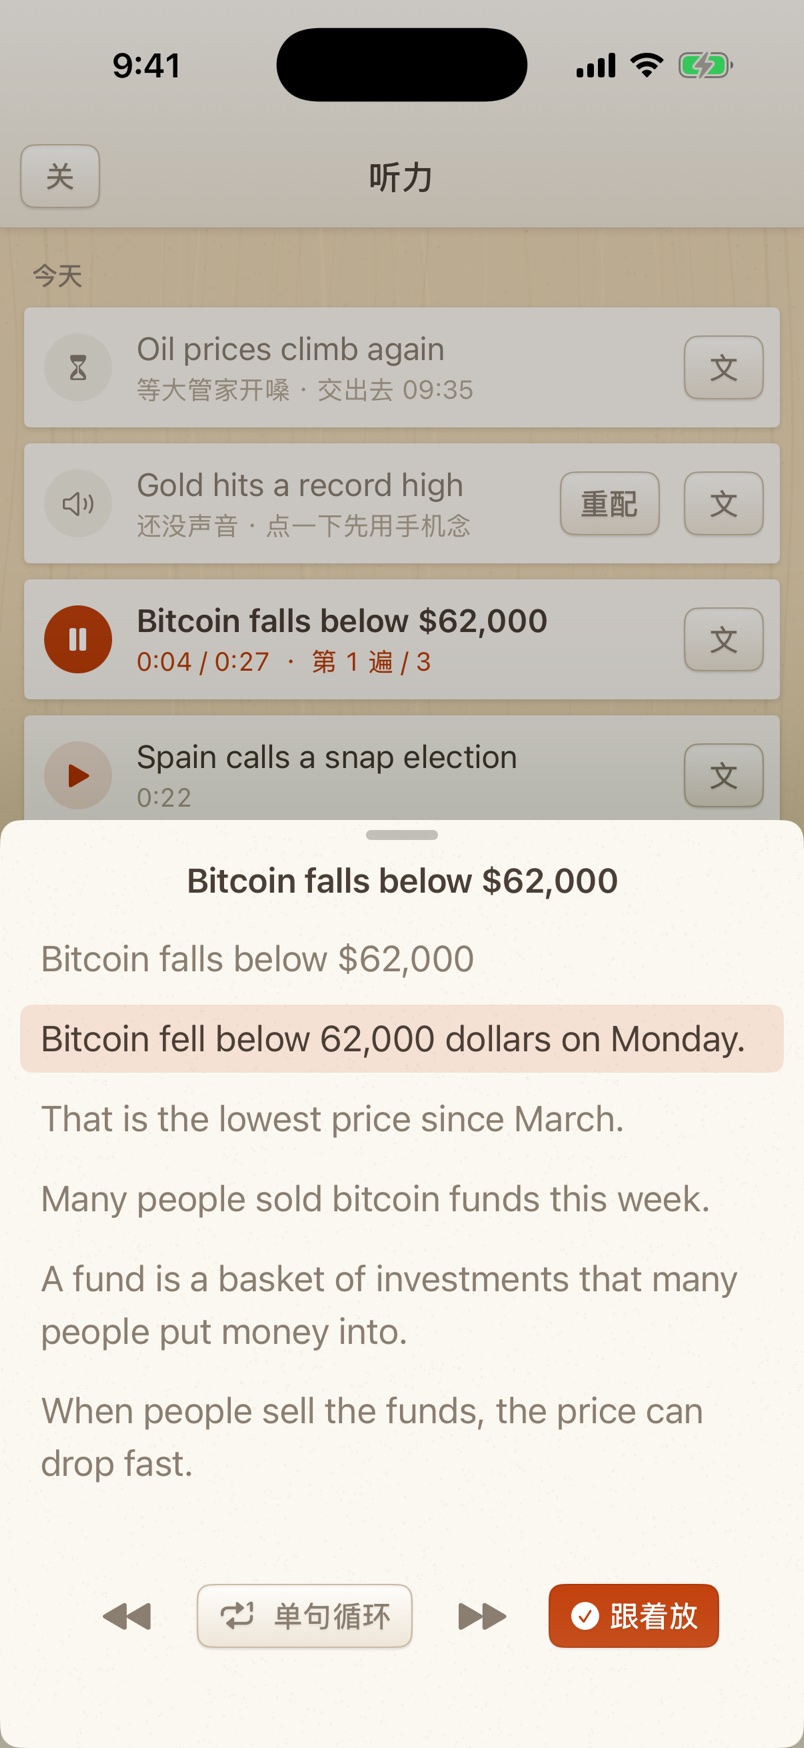 9:41
关
听力
今天
Oil prices climb again
等大管家开嗓 · 交出去 09:35
文
Gold hits a record high
还没声音 · 点一下先用手机念
重配
文
Bitcoin falls below $62,000
0:04 / 0:27 · 第 1 遍 / 3
文
Spain calls a snap election
0:22
文
Bitcoin falls below $62,000
Bitcoin falls below $62,000
Bitcoin fell below 62,000 dollars on Monday.
That is the lowest price since March.
Many people sold bitcoin funds this week.
A fund is a basket of investments that many
people put money into.
When people sell the funds, the price can
drop fast.
单句循环
跟着放